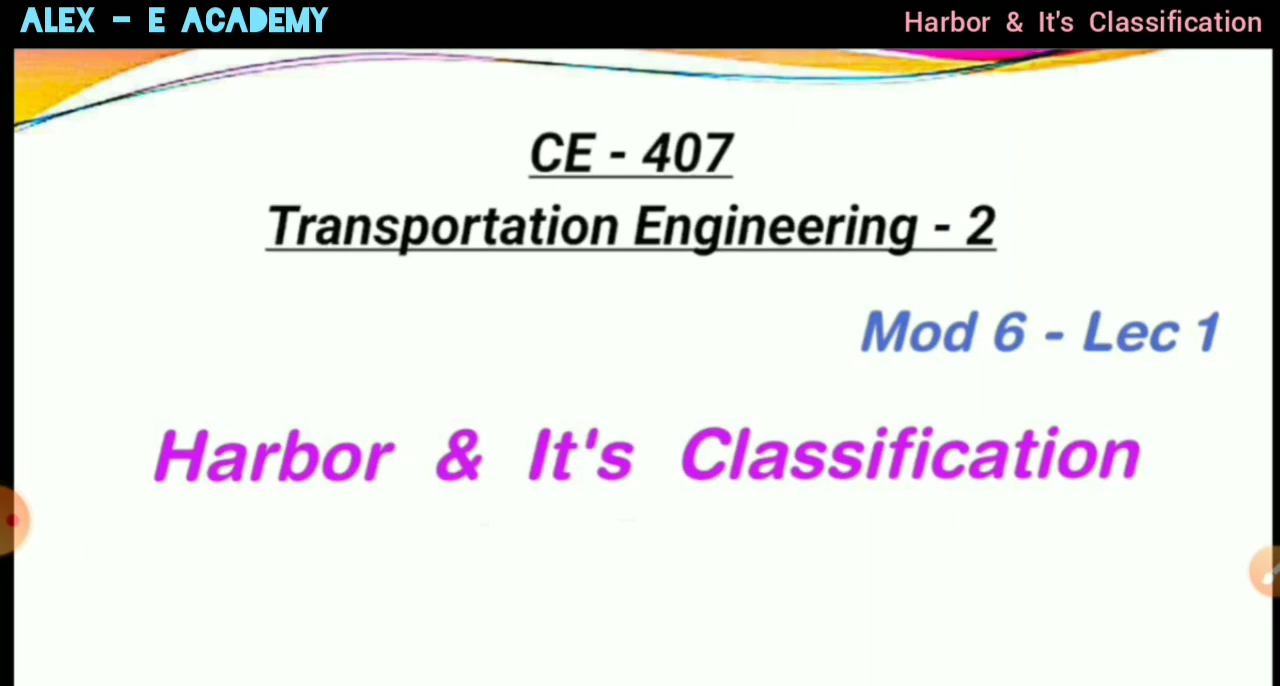 ALEX - E ACADEMY
Harbor & It's Classification
CE - 407
Transportation Engineering - 2
Mod 6 - Lec 1
Harbor & It's Classification